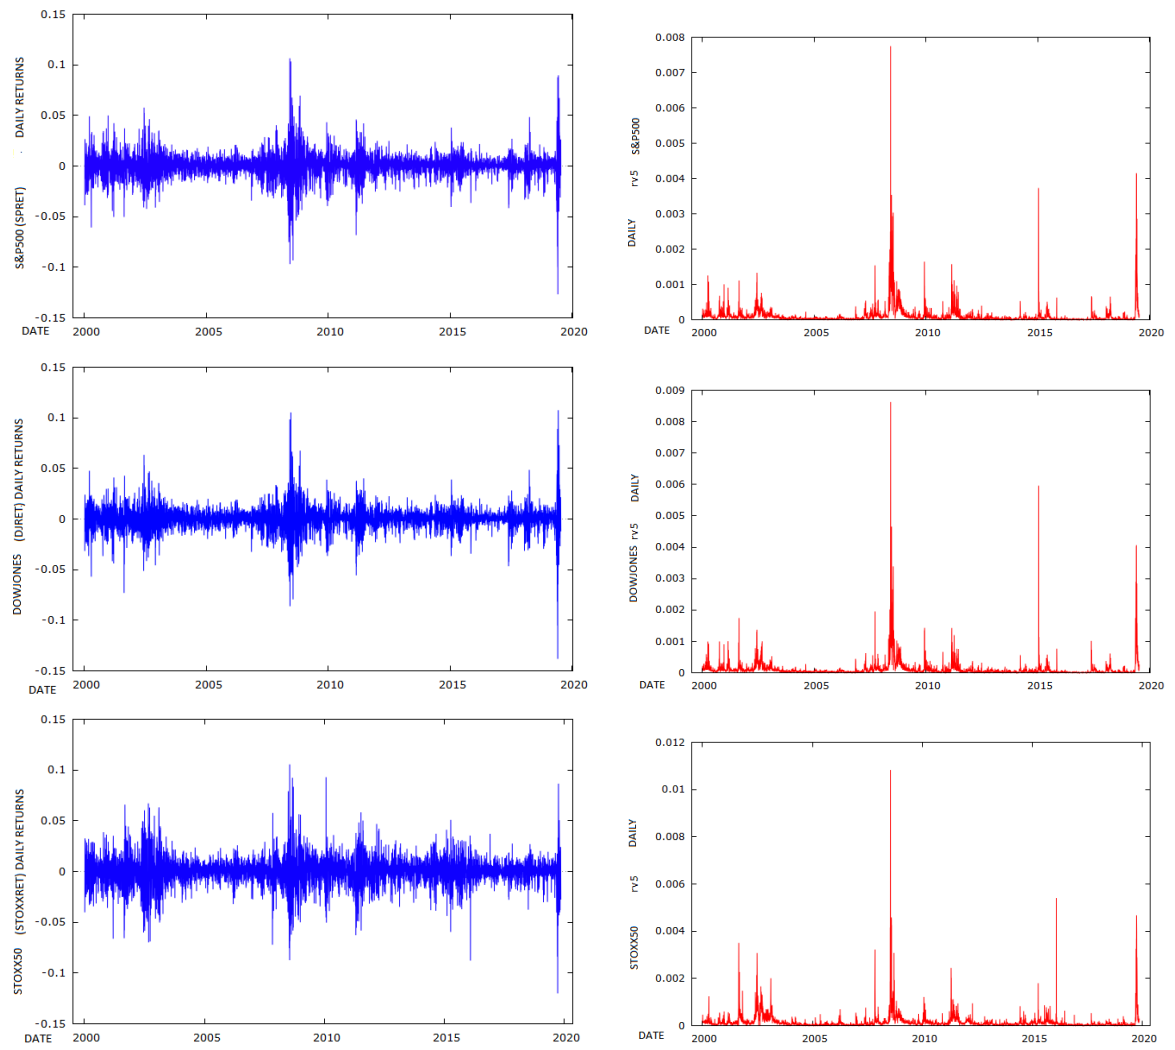 0.15
0.1
0.05
0
-0.05
-0.1
-0.15
S&P500 (SPRET) . DAILY RETURNS
DATE
2000 2005 2010 2015 2020
0.008
0.007
0.006
0.005
0.004
0.003
0.002
0.001
0
DAILY rv5 S&P500
DATE
2000 2005 2010 2015 2020
0.15
0.1
0.05
0
-0.05
-0.1
-0.15
DOWJONES (DJRET) DAILY RETURNS
DATE
2000 2005 2010 2015 2020
0.009
0.008
0.007
0.006
0.005
0.004
0.003
0.002
0.001
0
DOWJONES rv5 DAILY
DATE
2000 2005 2010 2015 2020
0.15
0.1
0.05
0
-0.05
-0.1
-0.15
STOXX50 (STOXXRET) DAILY RETURNS
DATE
2000 2005 2010 2015 2020
0.012
0.01
0.008
0.006
0.004
0.002
0
STOXX50 rv5 DAILY
DATE
2000 2005 2010 2015 2020